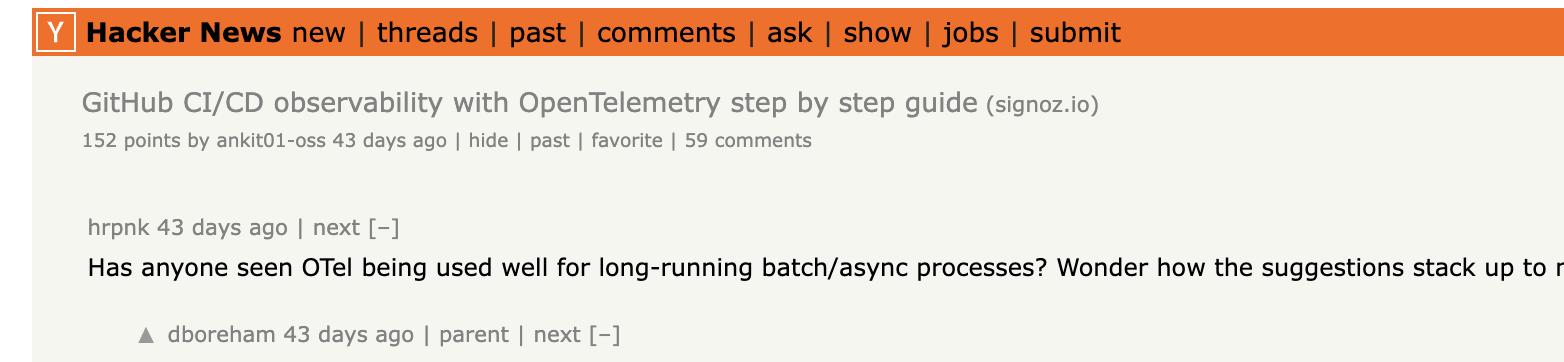 Y Hacker News new | threads | past | comments | ask | show | jobs | submit
GitHub CI/CD observability with OpenTelemetry step by step guide (signoz.io)
152 points by ankit01-oss 43 days ago | hide | past | favorite | 59 comments
hrpnk 43 days ago | next [–]
Has anyone seen OTel being used well for long-running batch/async processes? Wonder how the suggestions stack up to
▲ dboreham 43 days ago | parent | next [–]